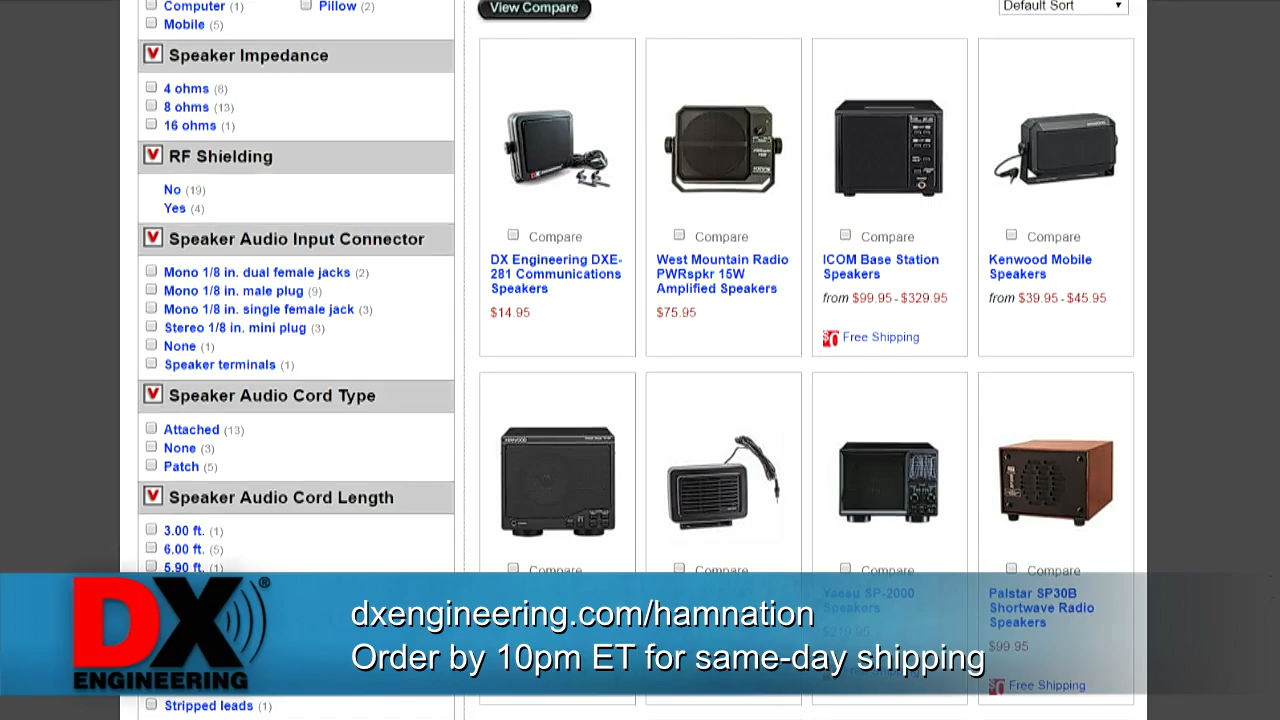 Computer (1)
Pillow (2)
Mobile (5)
Speaker Impedance
4 ohms (8)
8 ohms (13)
16 ohms (1)
RF Shielding
No (19)
Yes (4)
Speaker Audio Input Connector
Mono 1/8 in. dual female jacks (2)
Mono 1/8 in. male plug (9)
Mono 1/8 in. single female jack (3)
Stereo 1/8 in. mini plug (3)
None (1)
Speaker terminals (1)
Speaker Audio Cord Type
Attached (13)
None (3)
Patch (5)
Speaker Audio Cord Length
3.00 ft. (1)
6.00 ft. (5)
5.90 ft. (1)
Stripped leads (1)
View Compare
Default Sort
Compare
DX Engineering DXE-
281 Communications
Speakers
$14.95
Compare
West Mountain Radio
PWRspkr 15W
Amplified Speakers
$75.95
Compare
ICOM Base Station
Speakers
from $99.95 - $329.95
$0 Free Shipping
Compare
Kenwood Mobile
Speakers
from $39.95 - $45.95
KENWOOD
Compare
Compare
Compare
Yaesu SP-2000
Speakers
$219.95
Compare
Palstar SP30B
Shortwave Radio
Speakers
$99.95
$0 Free Shipping
DX®
ENGINEERING
dxengineering.com/hamnation
Order by 10pm ET for same-day shipping